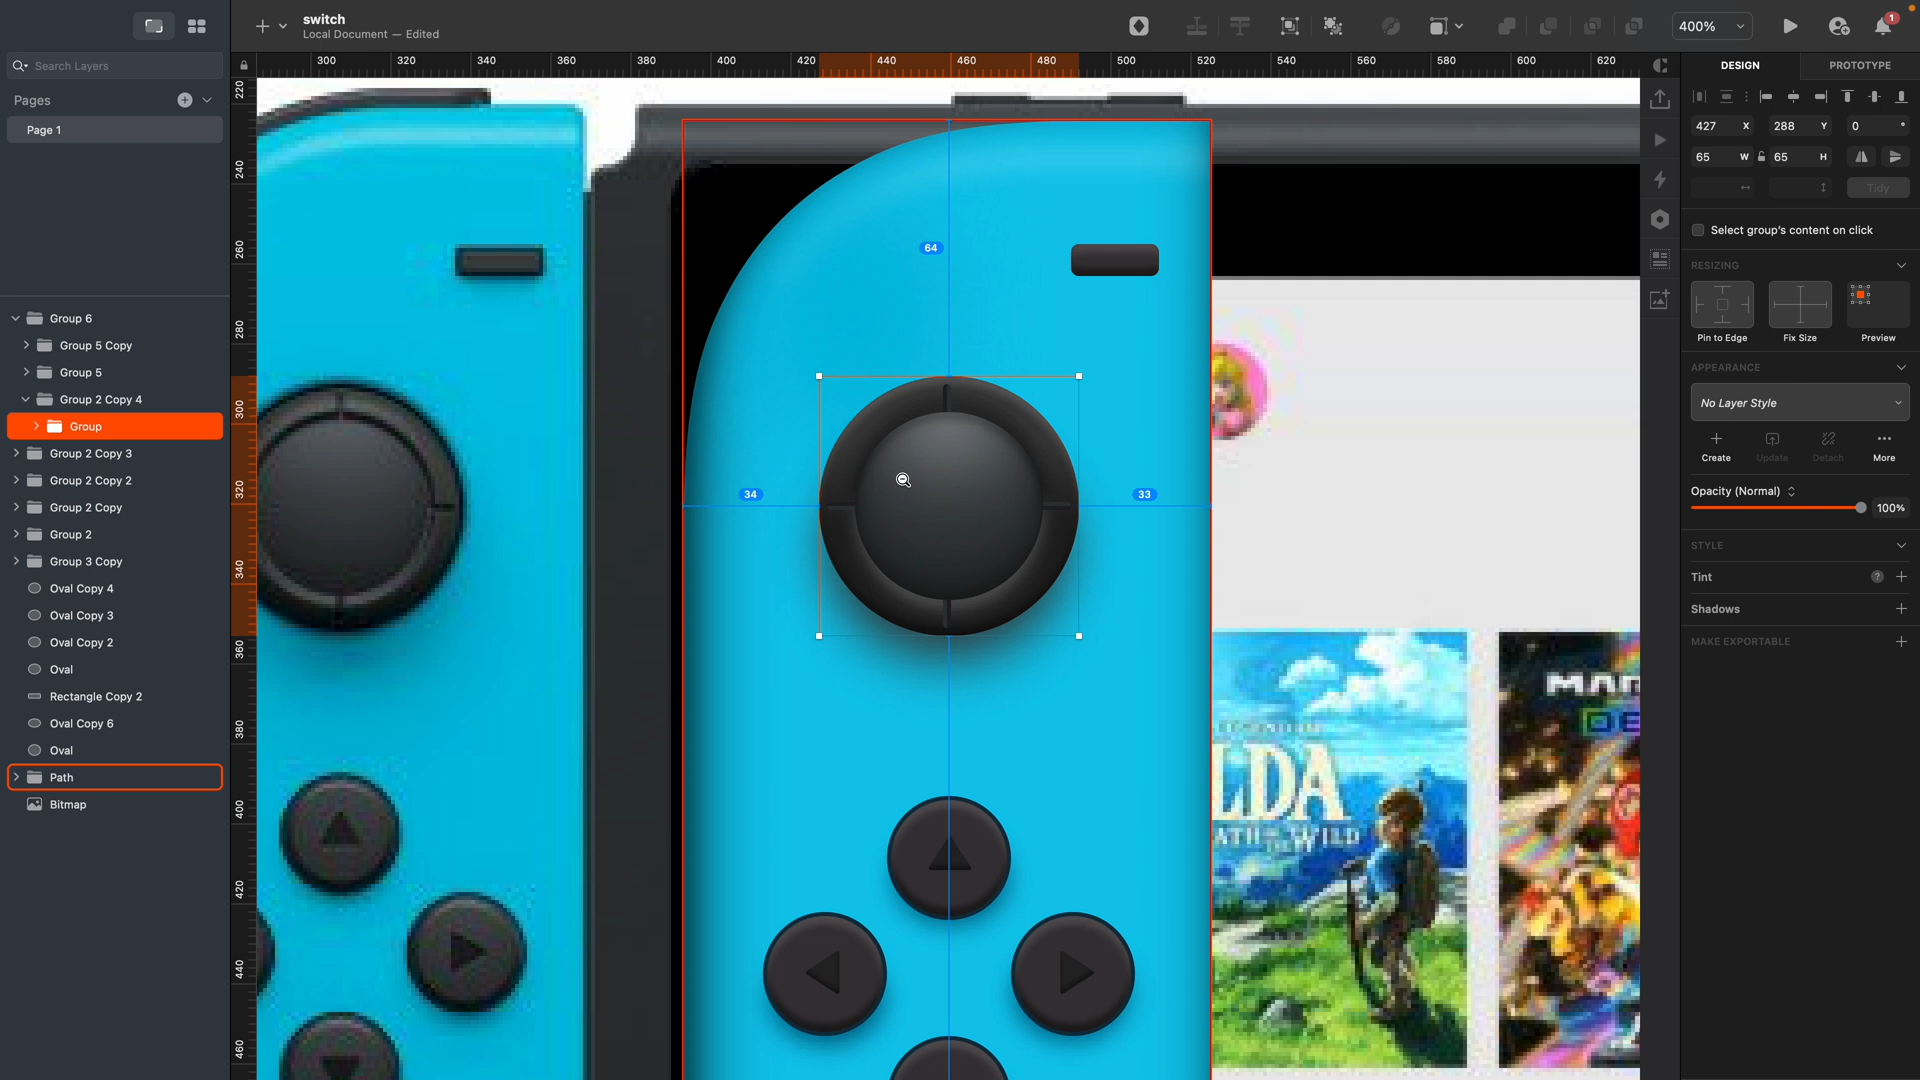 switch
Local Document — Edited
400%
1
Search Layers
Pages
Page 1
Group 6
Group 5 Copy
Group 5
Group 2 Copy 4
Group
Group 2 Copy 3
Group 2 Copy 2
Group 2 Copy
Group 2
Group 3 Copy
Oval Copy 4
Oval Copy 3
Oval Copy 2
Oval
Rectangle Copy 2
Oval Copy 6
Oval
Path
Bitmap
300 320 340 360 380 400 420 440 460 480 500 520 540 560 580 600 620
220
240
260
280
300
320
340
360
380
400
420
440
460
64
34
33
DESIGN PROTOTYPE
427 X 288 Y 0 °
65 W 65 H
Tidy
Select group's content on click
RESIZING
Pin to Edge Fix Size Preview
APPEARANCE
No Layer Style
Create Update Detach More
Opacity (Normal) 100%
STYLE
Tint ?
Shadows
MAKE EXPORTABLE